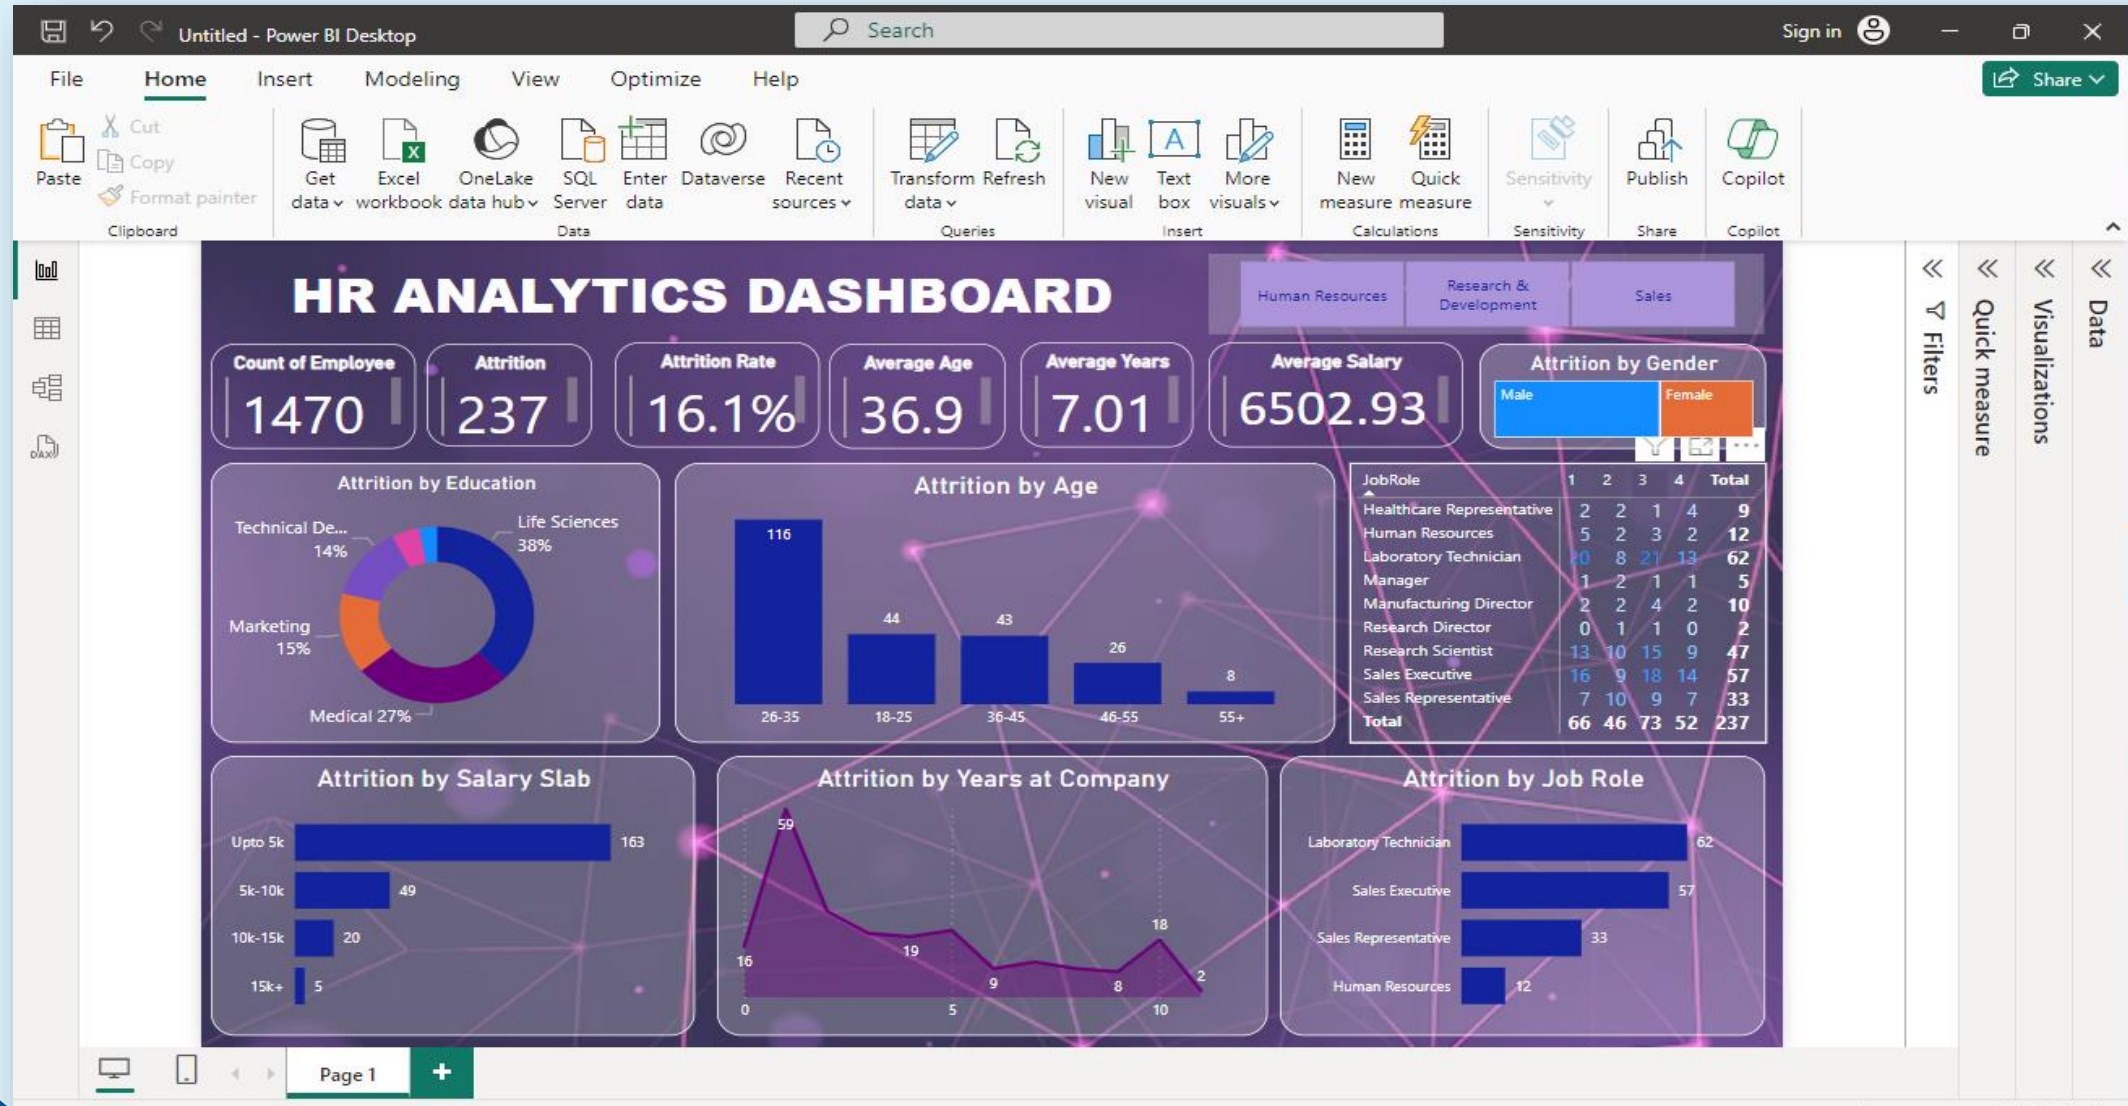 Untitled - Power BI Desktop
Search
Sign in
File Home Insert Modeling View Optimize Help
Share
Paste
Cut
Copy
Format painter
Clipboard
Get data
Excel workbook
OneLake data hub
SQL Server
Enter data
Dataverse
Recent sources
Data
Transform data
Refresh
Queries
New visual
Text box
More visuals
Insert
New measure
Quick measure
Calculations
Sensitivity
Sensitivity
Publish
Share
Copilot
Copilot
DAX
HR ANALYTICS DASHBOARD
Human Resources
Research & Development
Sales
Count of Employee
1470
Attrition
237
Attrition Rate
16.1%
Average Age
36.9
Average Years
7.01
Average Salary
6502.93
Attrition by Gender
Male
Female
Attrition by Education
Life Sciences
38%
Technical De...
14%
Marketing
15%
Medical 27%
Attrition by Age
116
44
43
26
8
26-35 18-25 36-45 46-55 55+
JobRole 1 2 3 4 Total
Healthcare Representative 2 2 1 4 9
Human Resources 5 2 3 2 12
Laboratory Technician 20 8 21 13 62
Manager 1 2 1 1 5
Manufacturing Director 2 2 4 2 10
Research Director 0 1 1 0 2
Research Scientist 13 10 15 9 47
Sales Executive 16 9 18 14 57
Sales Representative 7 10 9 7 33
Total 66 46 73 52 237
Attrition by Salary Slab
Upto 5k 163
5k-10k 49
10k-15k 20
15k+ 5
Attrition by Years at Company
59
16
19
9
8
18
2
0 5 10
Attrition by Job Role
Laboratory Technician 62
Sales Executive 57
Sales Representative 33
Human Resources 12
Filters
Quick measure
Visualizations
Data
Page 1
+